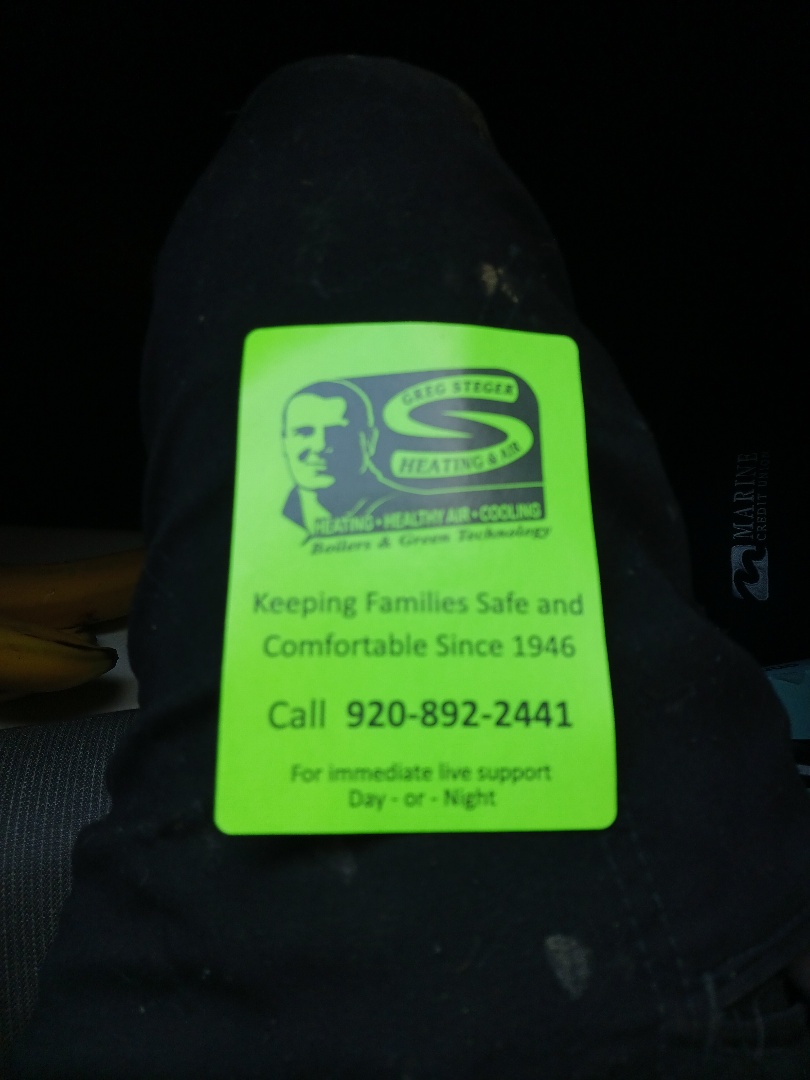 GREG STEGER
HEATING & AIR
HEATING • HEALTHY AIR • COOLING
Boilers & Green Technology
Keeping Families Safe and
Comfortable Since 1946
Call 920-892-2441
For immediate live support
Day - or - Night
MARINE
CREDIT UNION